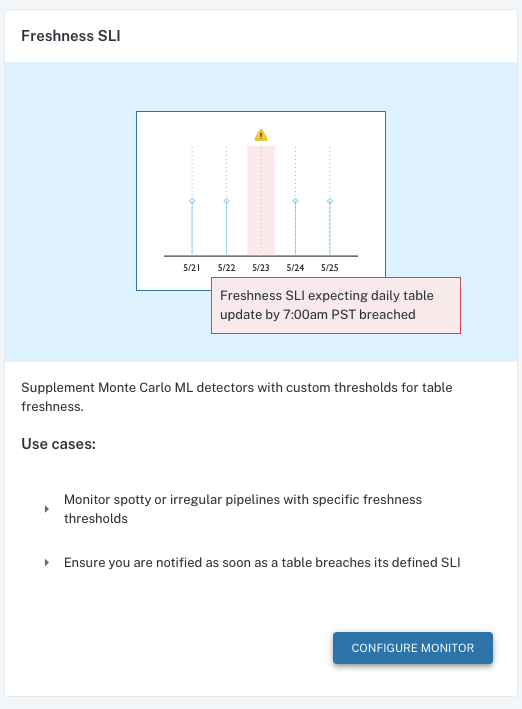 Freshness SLI
5/21 5/22 5/23 5/24 5/25
Freshness SLI expecting daily table
update by 7:00am PST breached
Supplement Monte Carlo ML detectors with custom thresholds for table
freshness.
Use cases:
Monitor spotty or irregular pipelines with specific freshness
thresholds
Ensure you are notified as soon as a table breaches its defined SLI
CONFIGURE MONITOR